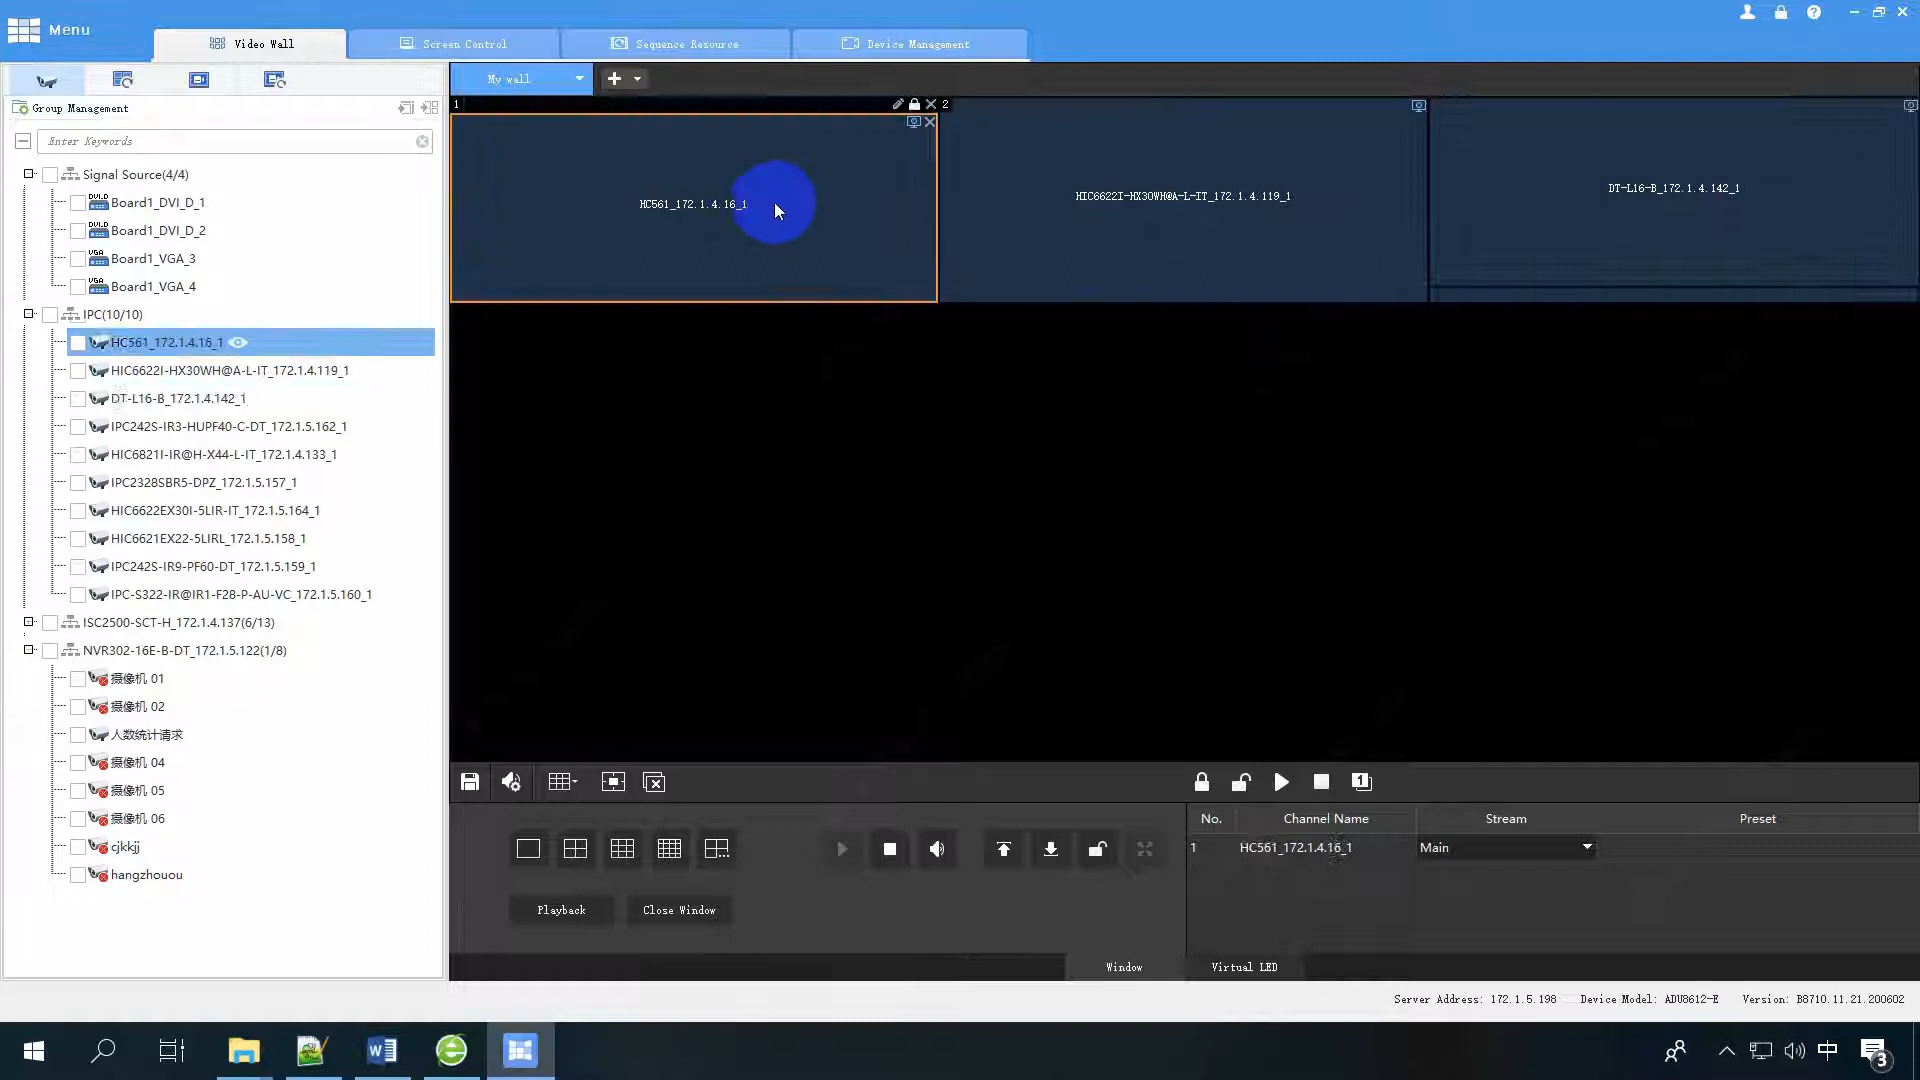 Menu
Video Wall
Screen Control
Sequence Resource
Device Management
My wall
Group Management
Enter Keywords
Signal Source(4/4)
DVI.D
Board1_DVI_D_1
DVI.D
Board1_DVI_D_2
VGA
Board1_VGA_3
VGA
Board1_VGA_4
IPC(10/10)
HC561_172.1.4.16_1
HIC6622I-HX30WH@A-L-IT_172.1.4.119_1
DT-L16-B_172.1.4.142_1
IPC242S-IR3-HUPF40-C-DT_172.1.5.162_1
HIC6821I-IR@H-X44-L-IT_172.1.4.133_1
IPC2328SBR5-DPZ_172.1.5.157_1
HIC6622EX30I-5LIR-IT_172.1.5.164_1
HIC6621EX22-5LIRL_172.1.5.158_1
IPC242S-IR9-PF60-DT_172.1.5.159_1
IPC-S322-IR@IR1-F28-P-AU-VC_172.1.5.160_1
ISC2500-SCT-H_172.1.4.137(6/13)
NVR302-16E-B-DT_172.1.5.122(1/8)
摄像机 01
摄像机 02
人数统计请求
摄像机 04
摄像机 05
摄像机 06
cjkkjj
hangzhouou
1
2
HC561_172.1.4.16_1
HIC6622I-HX30WH@A-L-IT_172.1.4.119_1
DT-L16-B_172.1.4.142_1
1
Playback
Close Window
Window
Virtual LED
No.
Channel Name
Stream
Preset
1
HC561_172.1.4.16_1
Main
Server Address: 172.1.5.198
Device Model: ADU8612-E
Version: B8710.11.21.200602
中
3